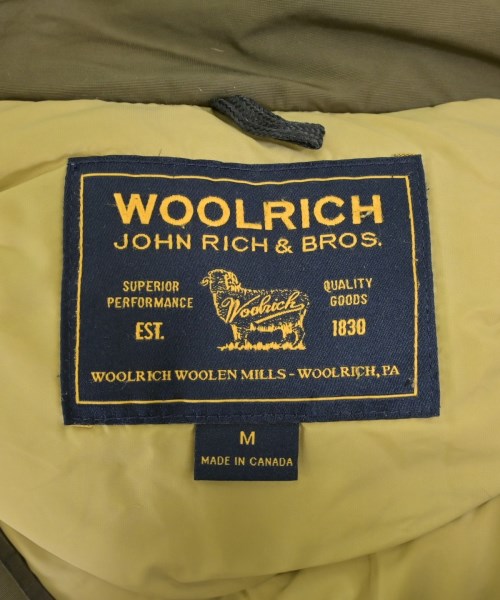 WOOLRICH
JOHN RICH & BROS.
SUPERIOR
PERFORMANCE
EST.
Woolrich
QUALITY
GOODS
1830
WOOLRICH WOOLEN MILLS - WOOLRICH, PA
M
MADE IN CANADA